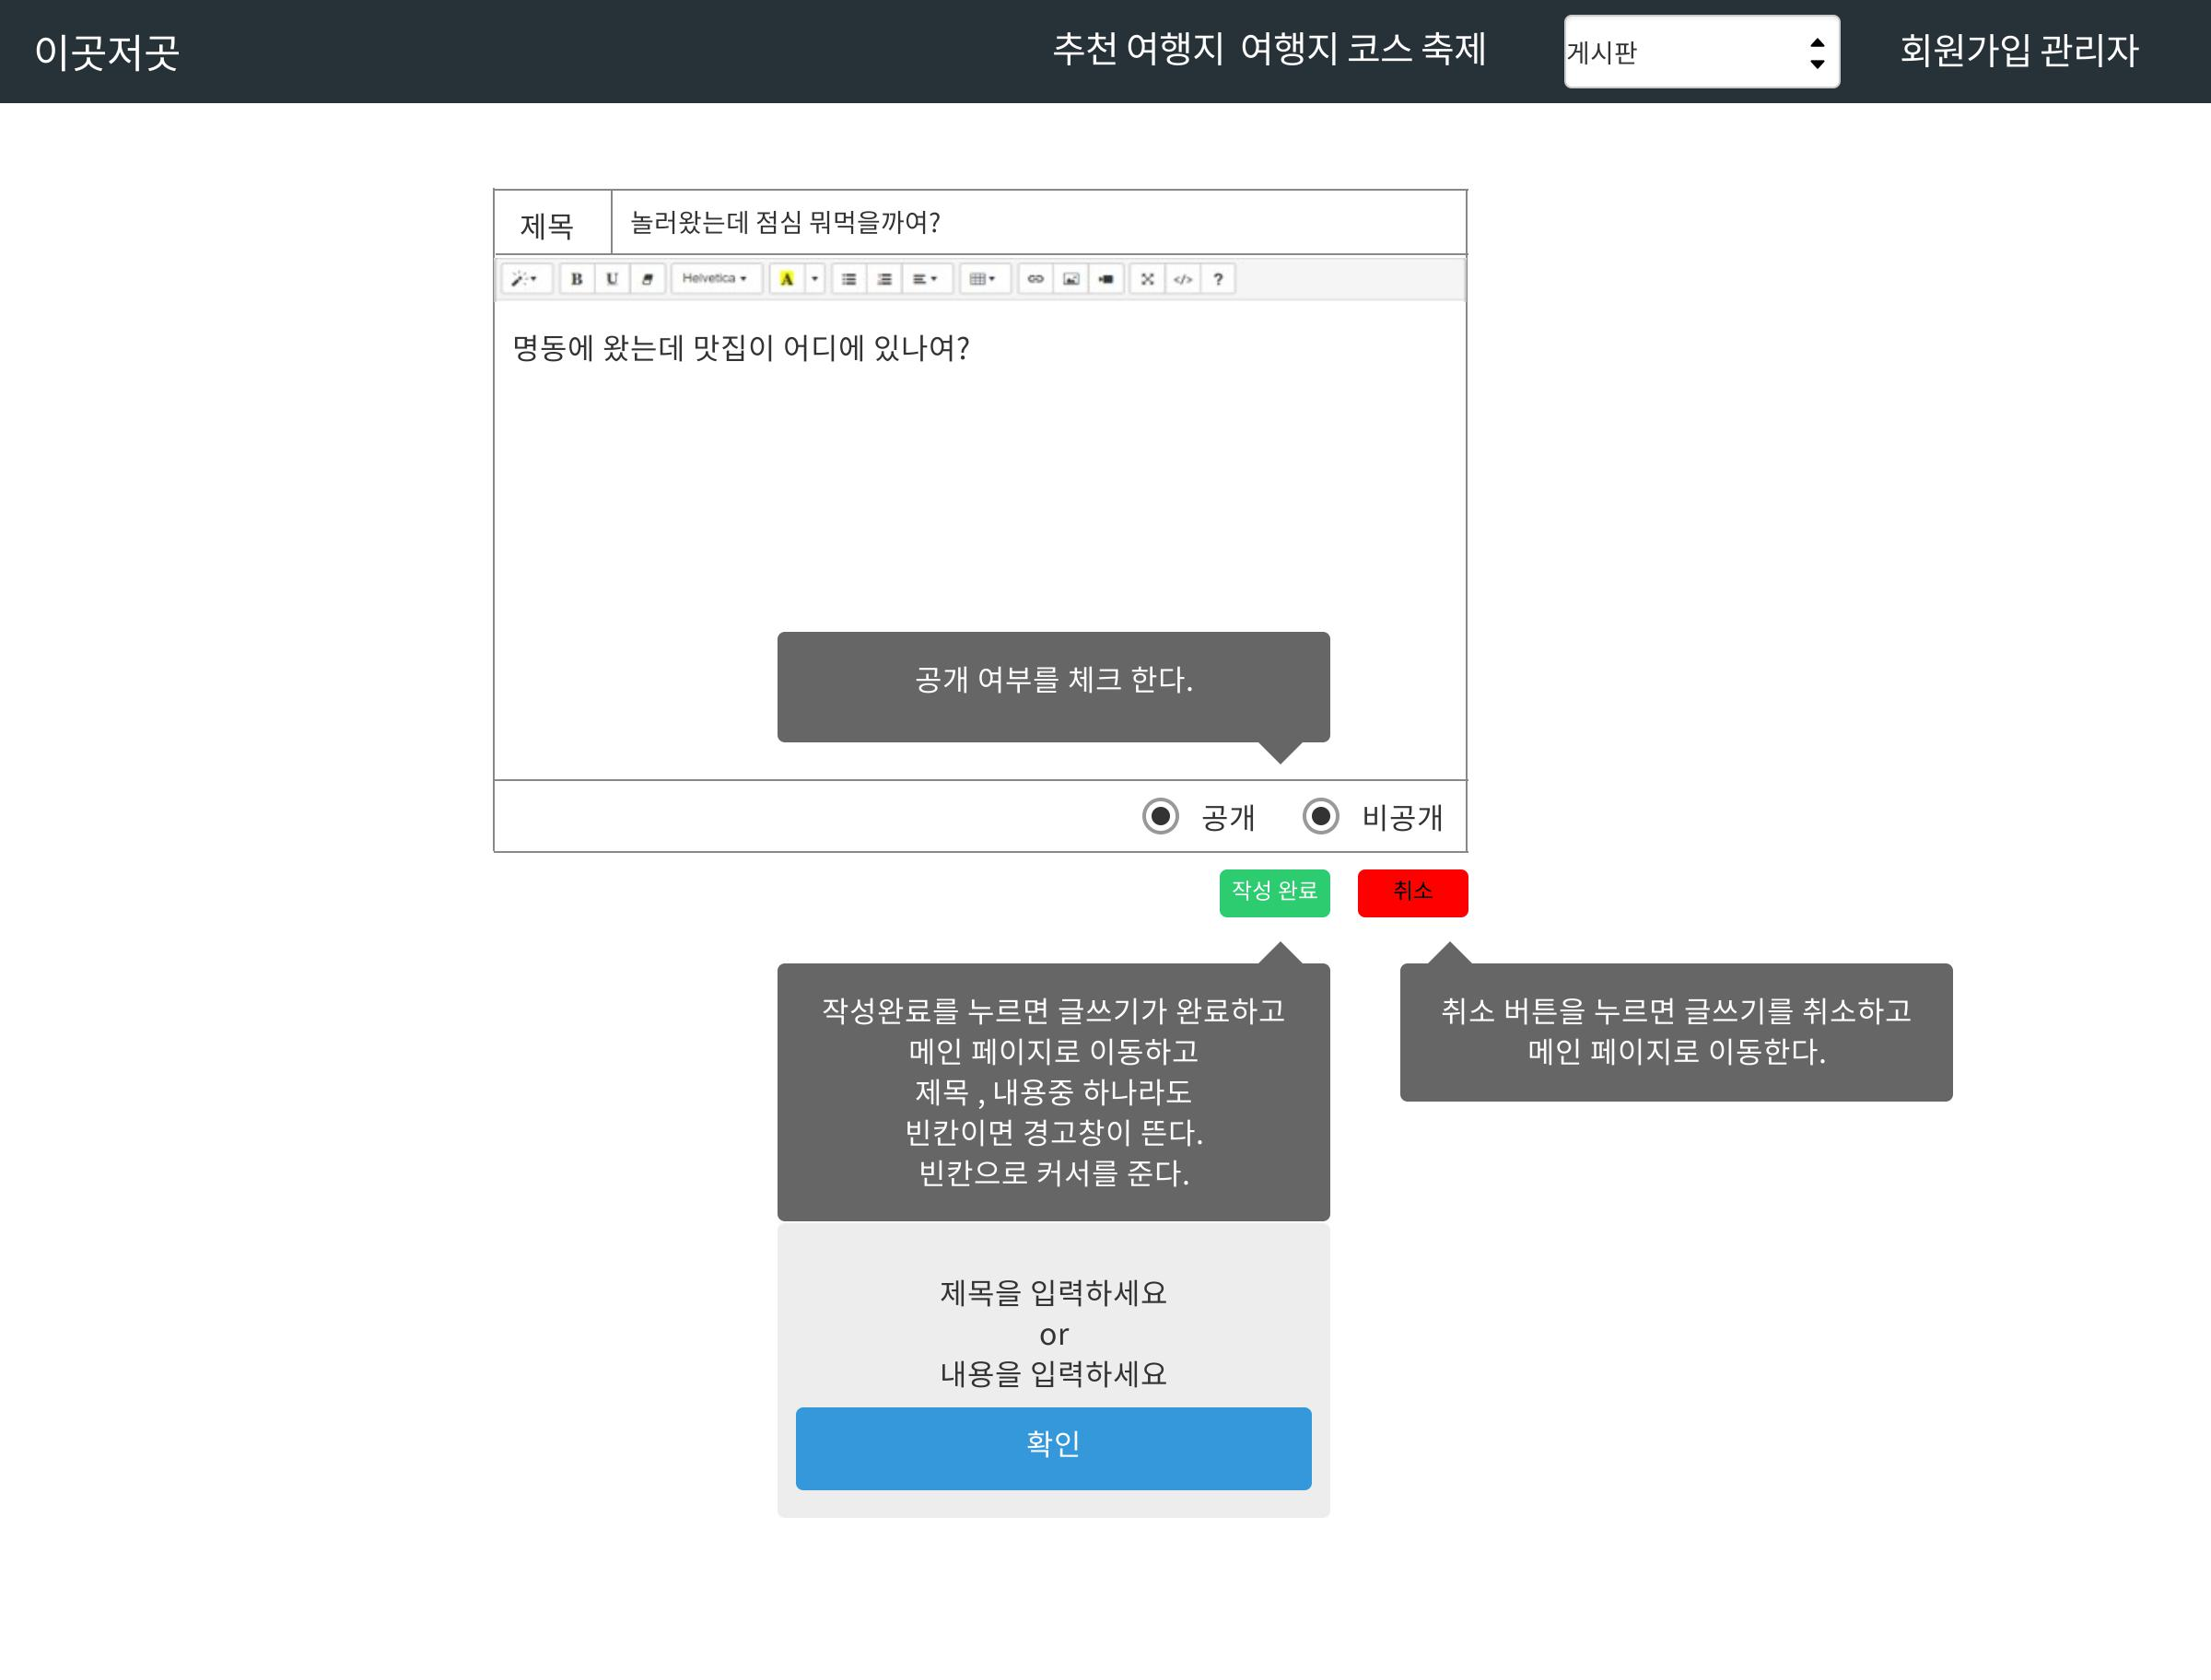 이곳저곳
추천 여행지 여행지 코스 축제
게시판
회원가입 관리자
제목
놀러왔는데 점심 뭐먹을까여?
B U Helvetica A </> ?
명동에 왔는데 맛집이 어디에 있나여?
공개 여부를 체크 한다.
공개
비공개
작성 완료
취소
작성완료를 누르면 글쓰기가 완료하고
메인 페이지로 이동하고
제목 , 내용중 하나라도
빈칸이면 경고창이 뜬다.
빈칸으로 커서를 준다.
취소 버튼을 누르면 글쓰기를 취소하고
메인 페이지로 이동한다.
제목을 입력하세요
or
내용을 입력하세요
확인